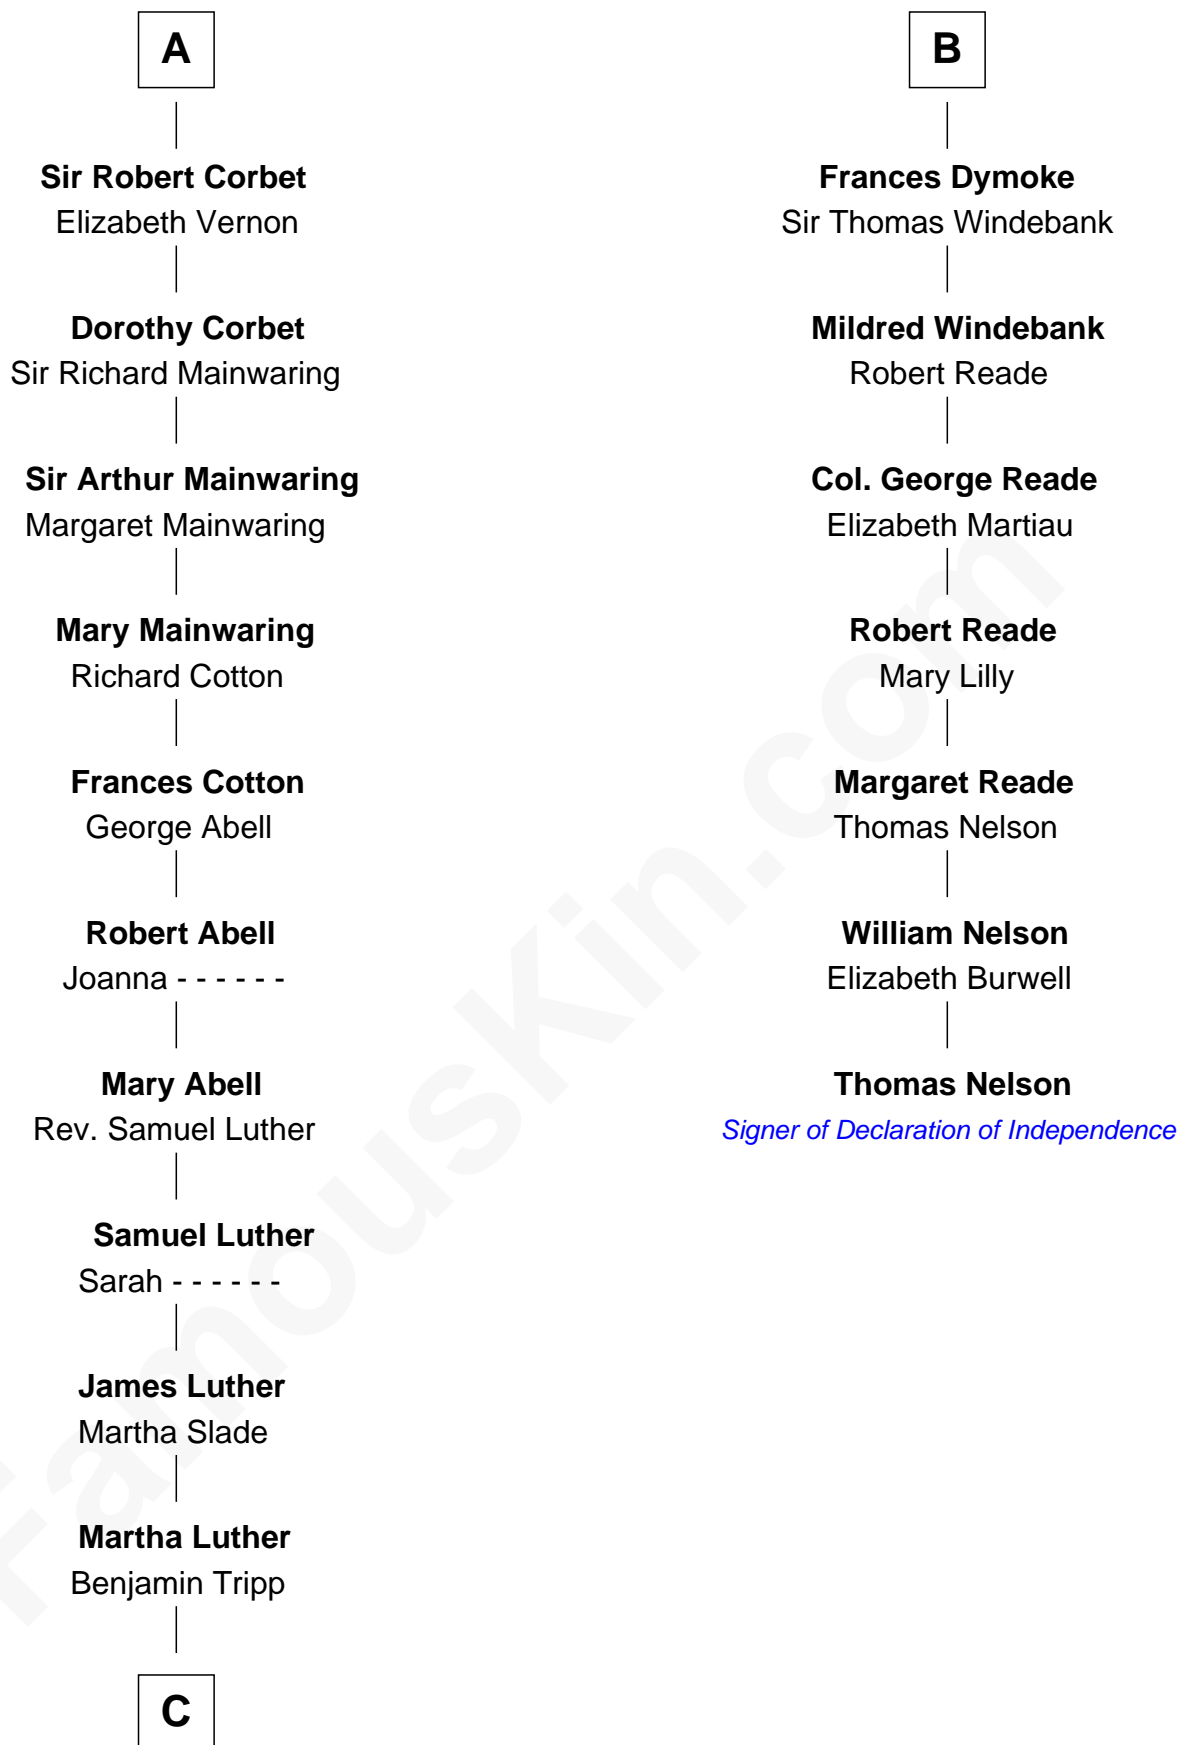 A
Sir Robert Corbet
Elizabeth Vernon
Dorothy Corbet
Sir Richard Mainwaring
Sir Arthur Mainwaring
Margaret Mainwaring
Mary Mainwaring
Richard Cotton
Frances Cotton
George Abell
Robert Abell
Joanna - - - - - -
Mary Abell
Rev. Samuel Luther
Samuel Luther
Sarah - - - - - -
James Luther
Martha Slade
Martha Luther
Benjamin Tripp
C
B
Frances Dymoke
Sir Thomas Windebank
Mildred Windebank
Robert Reade
Col. George Reade
Elizabeth Martiau
Robert Reade
Mary Lilly
Margaret Reade
Thomas Nelson
William Nelson
Elizabeth Burwell
Thomas Nelson
Signer of Declaration of Independence
FamousKin.com